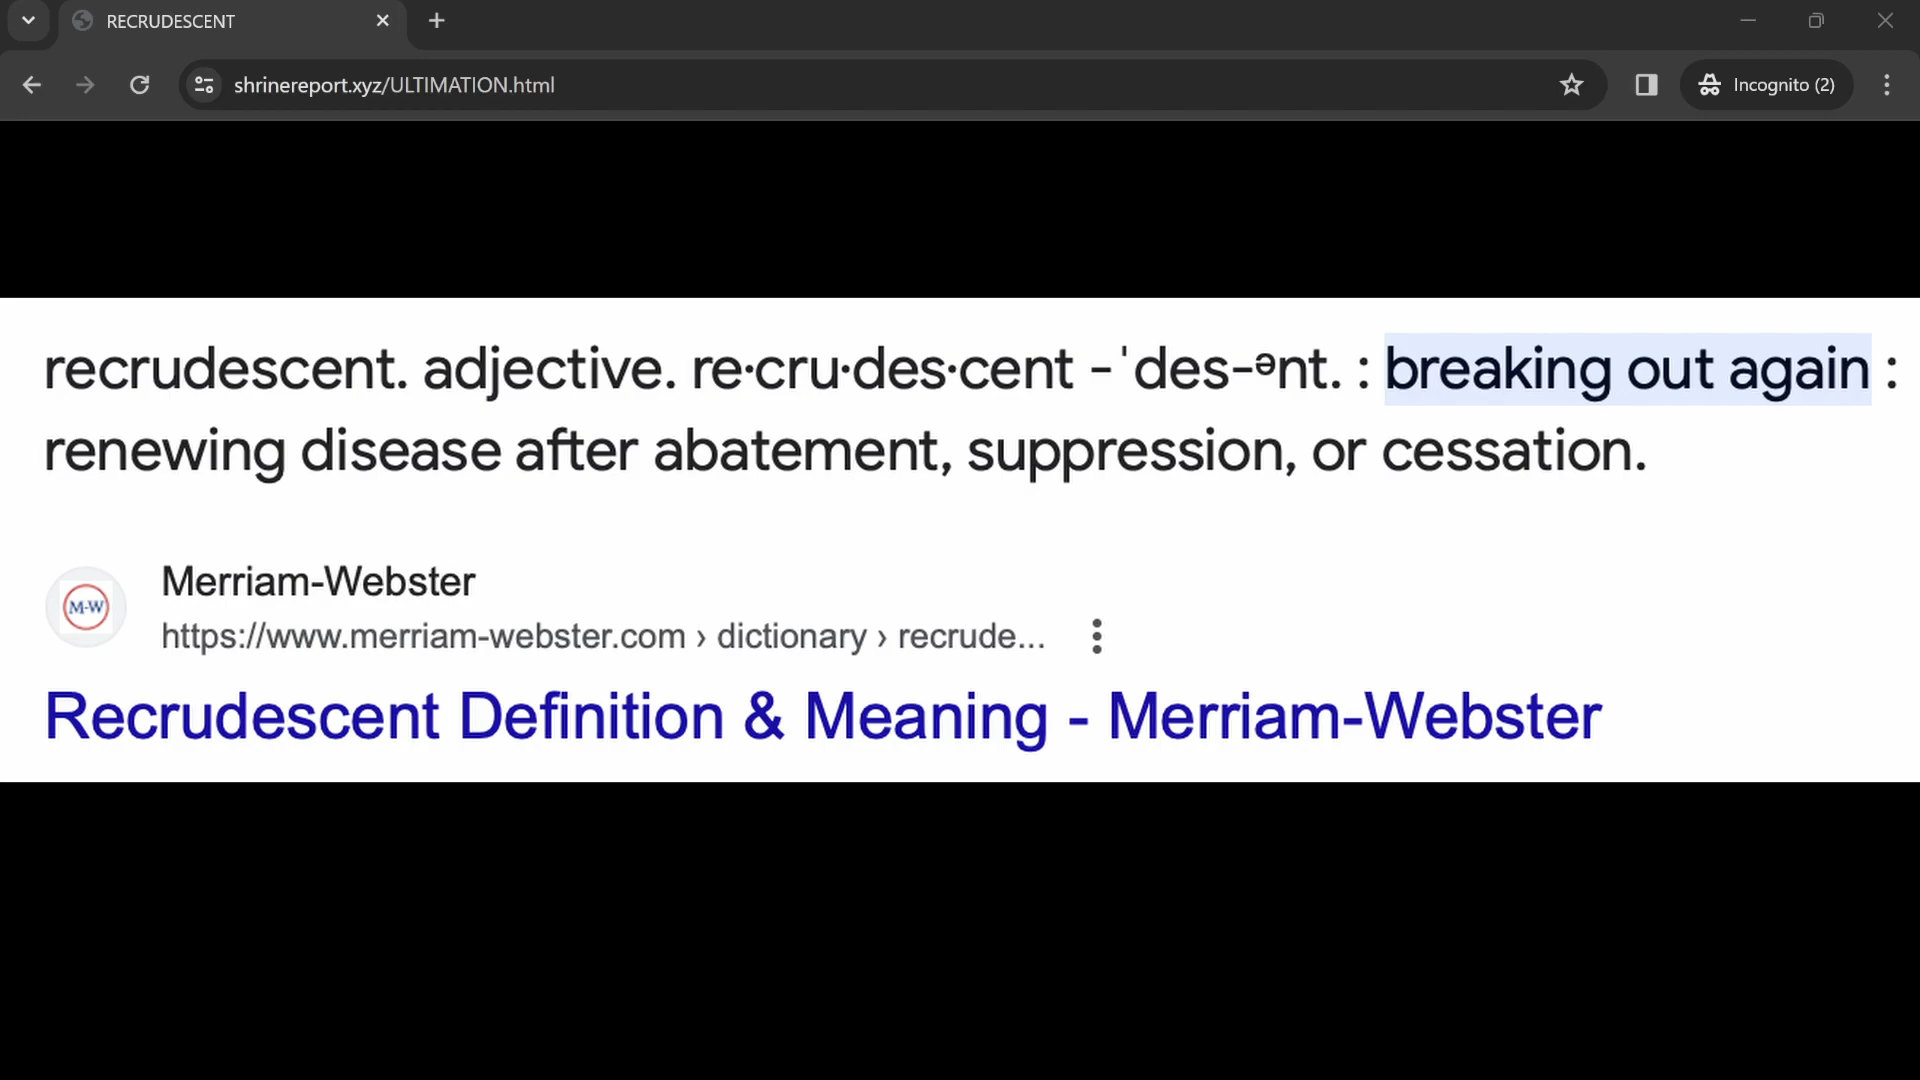 RECRUDESCENT
shrinereport.xyz/ULTIMATION.html
Incognito (2)
recrudescent. adjective. re·cru·des·cent -ˈdes-ᵊnt. : breaking out again :
renewing disease after abatement, suppression, or cessation.
M-W
Merriam-Webster
https://www.merriam-webster.com › dictionary › recrude...
Recrudescent Definition & Meaning - Merriam-Webster